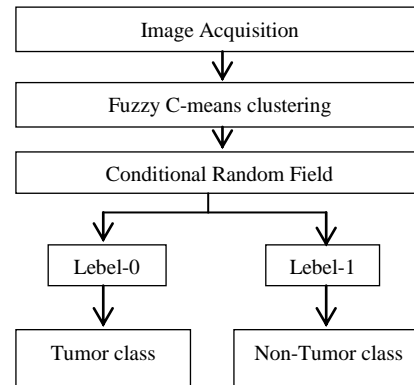 Image Acquisition
Fuzzy C-means clustering
Conditional Random Field
Lebel-0
Lebel-1
Tumor class
Non-Tumor class